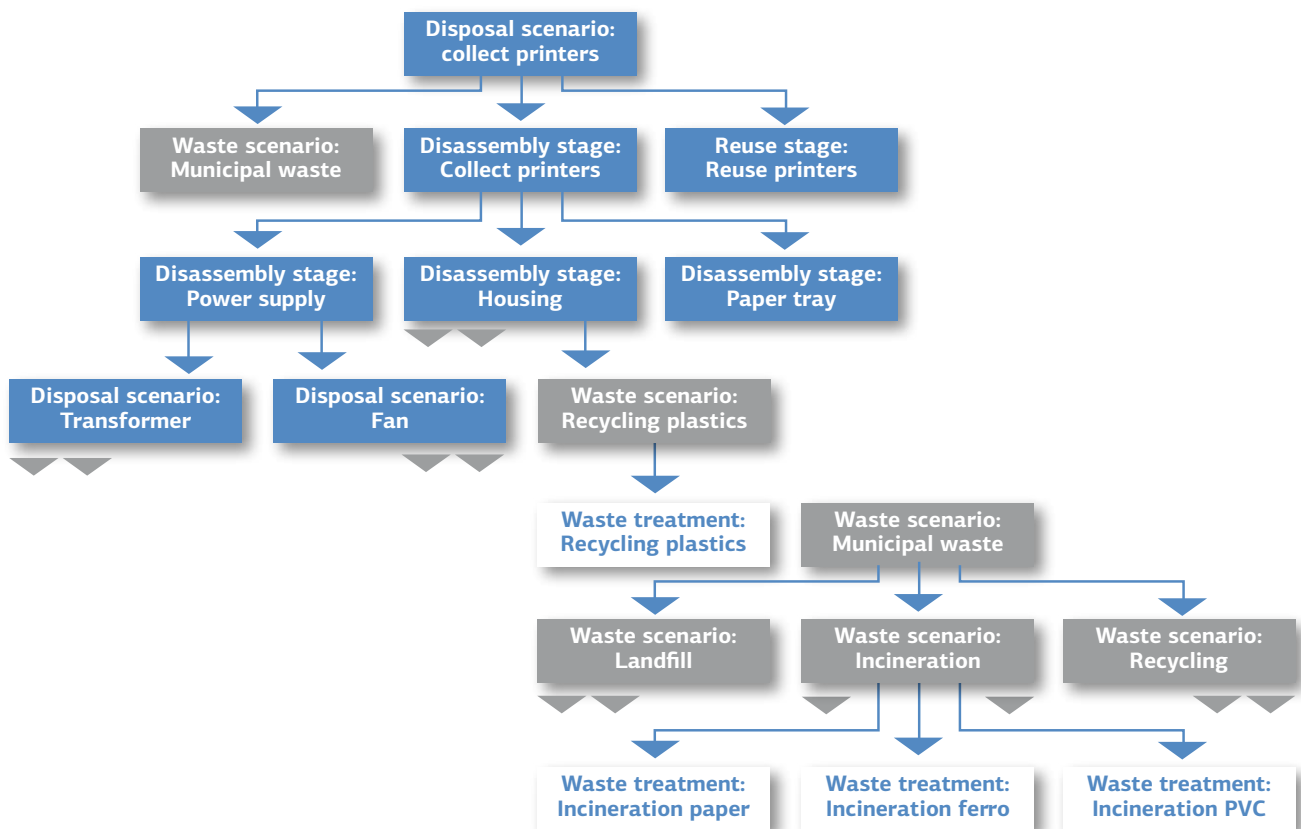 Disposal scenario:
collect printers
Waste scenario:
Municipal waste
Disassembly stage:
Collect printers
Reuse stage:
Reuse printers
Disassembly stage:
Power supply
Disassembly stage:
Housing
Disassembly stage:
Paper tray
Disposal scenario:
Transformer
Disposal scenario:
Fan
Waste scenario:
Recycling plastics
Waste treatment:
Recycling plastics
Waste scenario:
Municipal waste
Waste scenario:
Landfill
Waste scenario:
Incineration
Waste scenario:
Recycling
Waste treatment:
Incineration paper
Waste treatment:
Incineration ferro
Waste treatment:
Incineration PVC